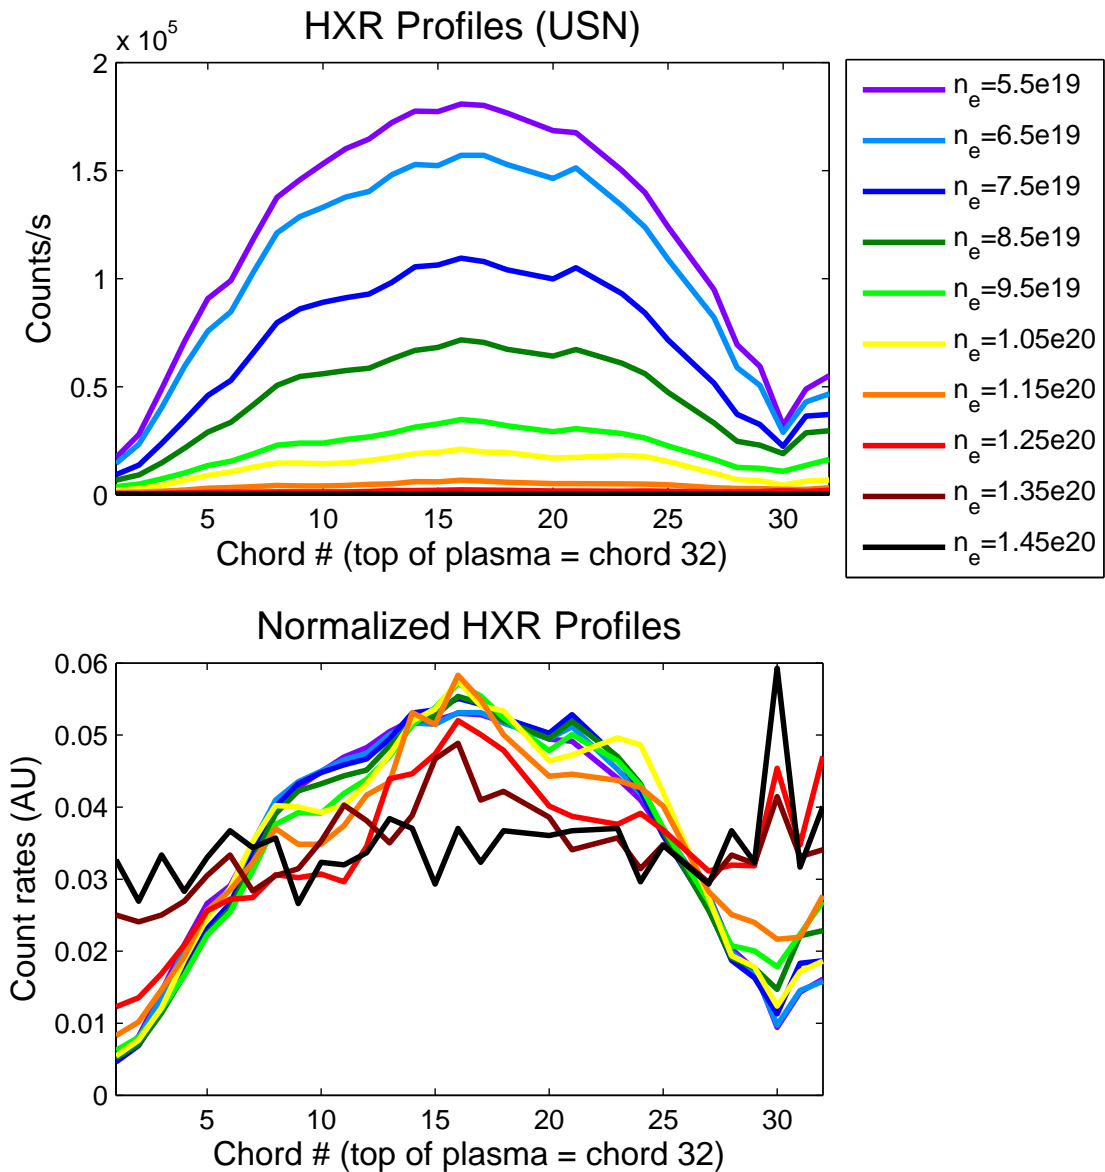 HXR Profiles (USN)
x 10^5
2
1.5
1
0.5
0
Counts/s
5 10 15 20 25 30
Chord # (top of plasma = chord 32)
n_e=5.5e19
n_e=6.5e19
n_e=7.5e19
n_e=8.5e19
n_e=9.5e19
n_e=1.05e20
n_e=1.15e20
n_e=1.25e20
n_e=1.35e20
n_e=1.45e20
Normalized HXR Profiles
0.06
0.05
0.04
0.03
0.02
0.01
0
Count rates (AU)
5 10 15 20 25 30
Chord # (top of plasma = chord 32)